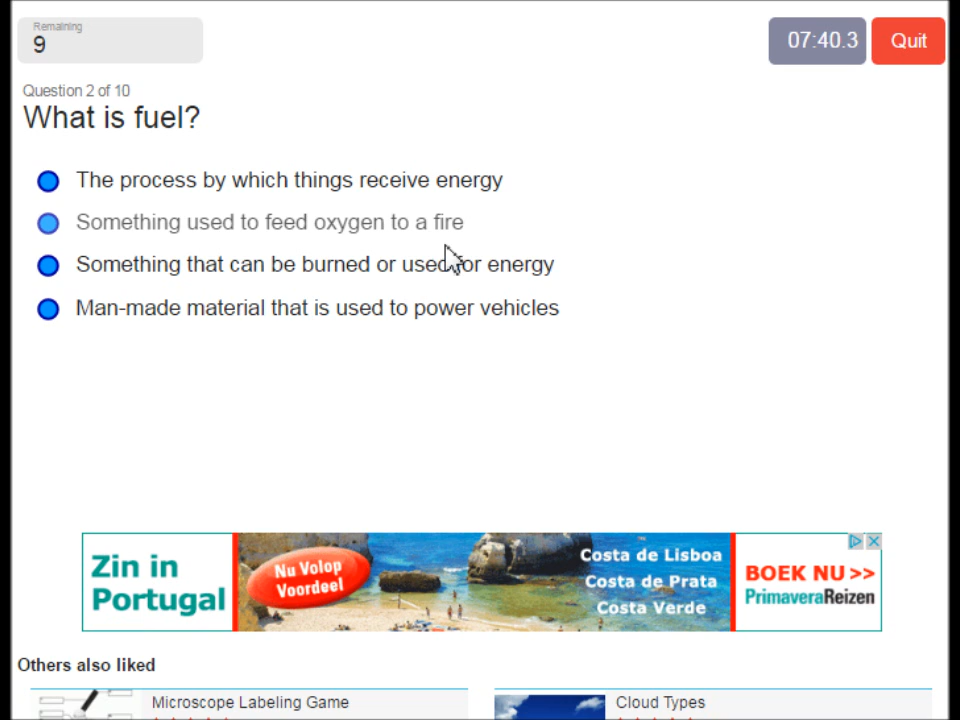 Remaining
9
07:40.3
Quit
Question 2 of 10
What is fuel?
The process by which things receive energy
Something used to feed oxygen to a fire
Something that can be burned or used for energy
Man-made material that is used to power vehicles
Zin in
Portugal
Nu Volop
Voordeel
Costa de Lisboa
Costa de Prata
Costa Verde
BOEK NU >>
PrimaveraReizen
Others also liked
Microscope Labeling Game
Cloud Types